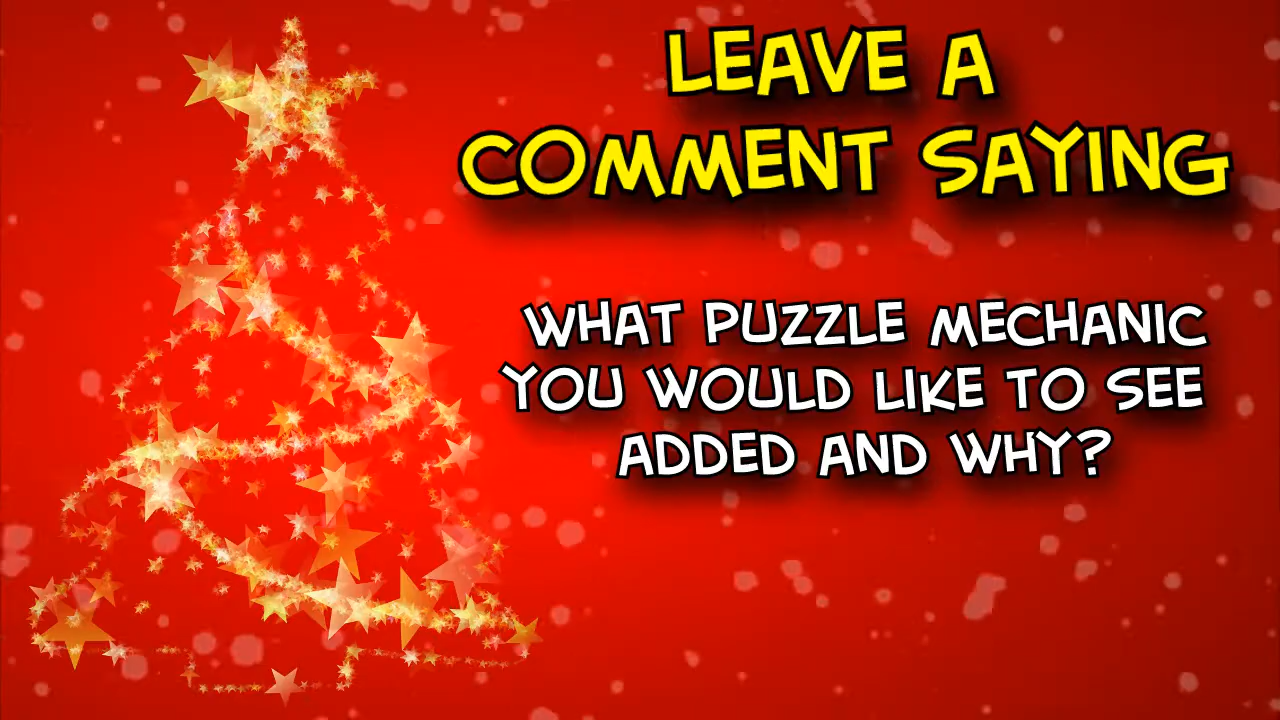 LEAVE A
COMMENT SAYING
WHAT PUZZLE MECHANIC
YOU WOULD LIKE TO SEE
ADDED AND WHY?